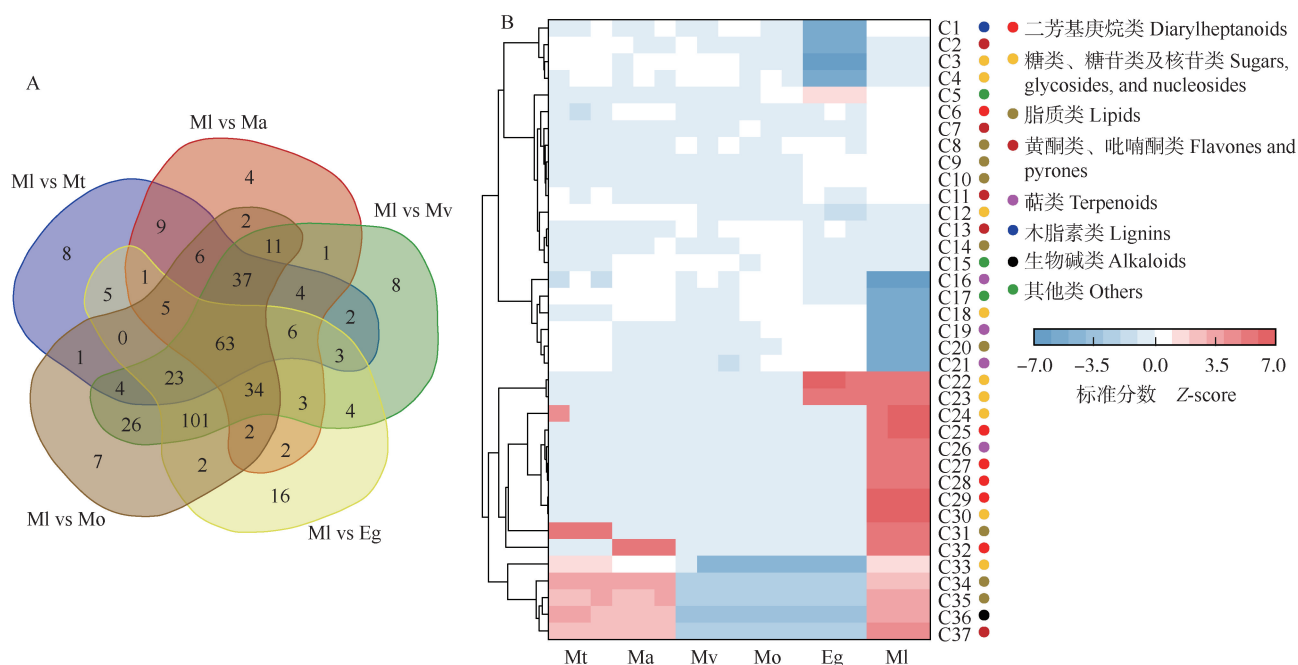 A
Ml vs Ma
Ml vs Mt
Ml vs Mv
4
9
2
8
6
11
1
37
8
1
5
4
5
2
0
63
6
3
1
23
4
34
3
4
26
101
2
2
7
2
16
Ml vs Mo
Ml vs Eg
B
C1
C2
C3
C4
C5
C6
C7
C8
C9
C10
C11
C12
C13
C14
C15
C16
C17
C18
C19
C20
C21
C22
C23
C24
C25
C26
C27
C28
C29
C30
C31
C32
C33
C34
C35
C36
C37
Mt Ma Mv Mo Eg Ml
二芳基庚烷类 Diarylheptanoids
糖类、糖苷类及核苷类 Sugars,
glycosides, and nucleosides
脂质类 Lipids
黄酮类、吡喃酮类 Flavones and
pyrones
萜类 Terpenoids
木脂素类 Lignins
生物碱类 Alkaloids
其他类 Others
−7.0 −3.5 0.0 3.5 7.0
标准分数 Z-score